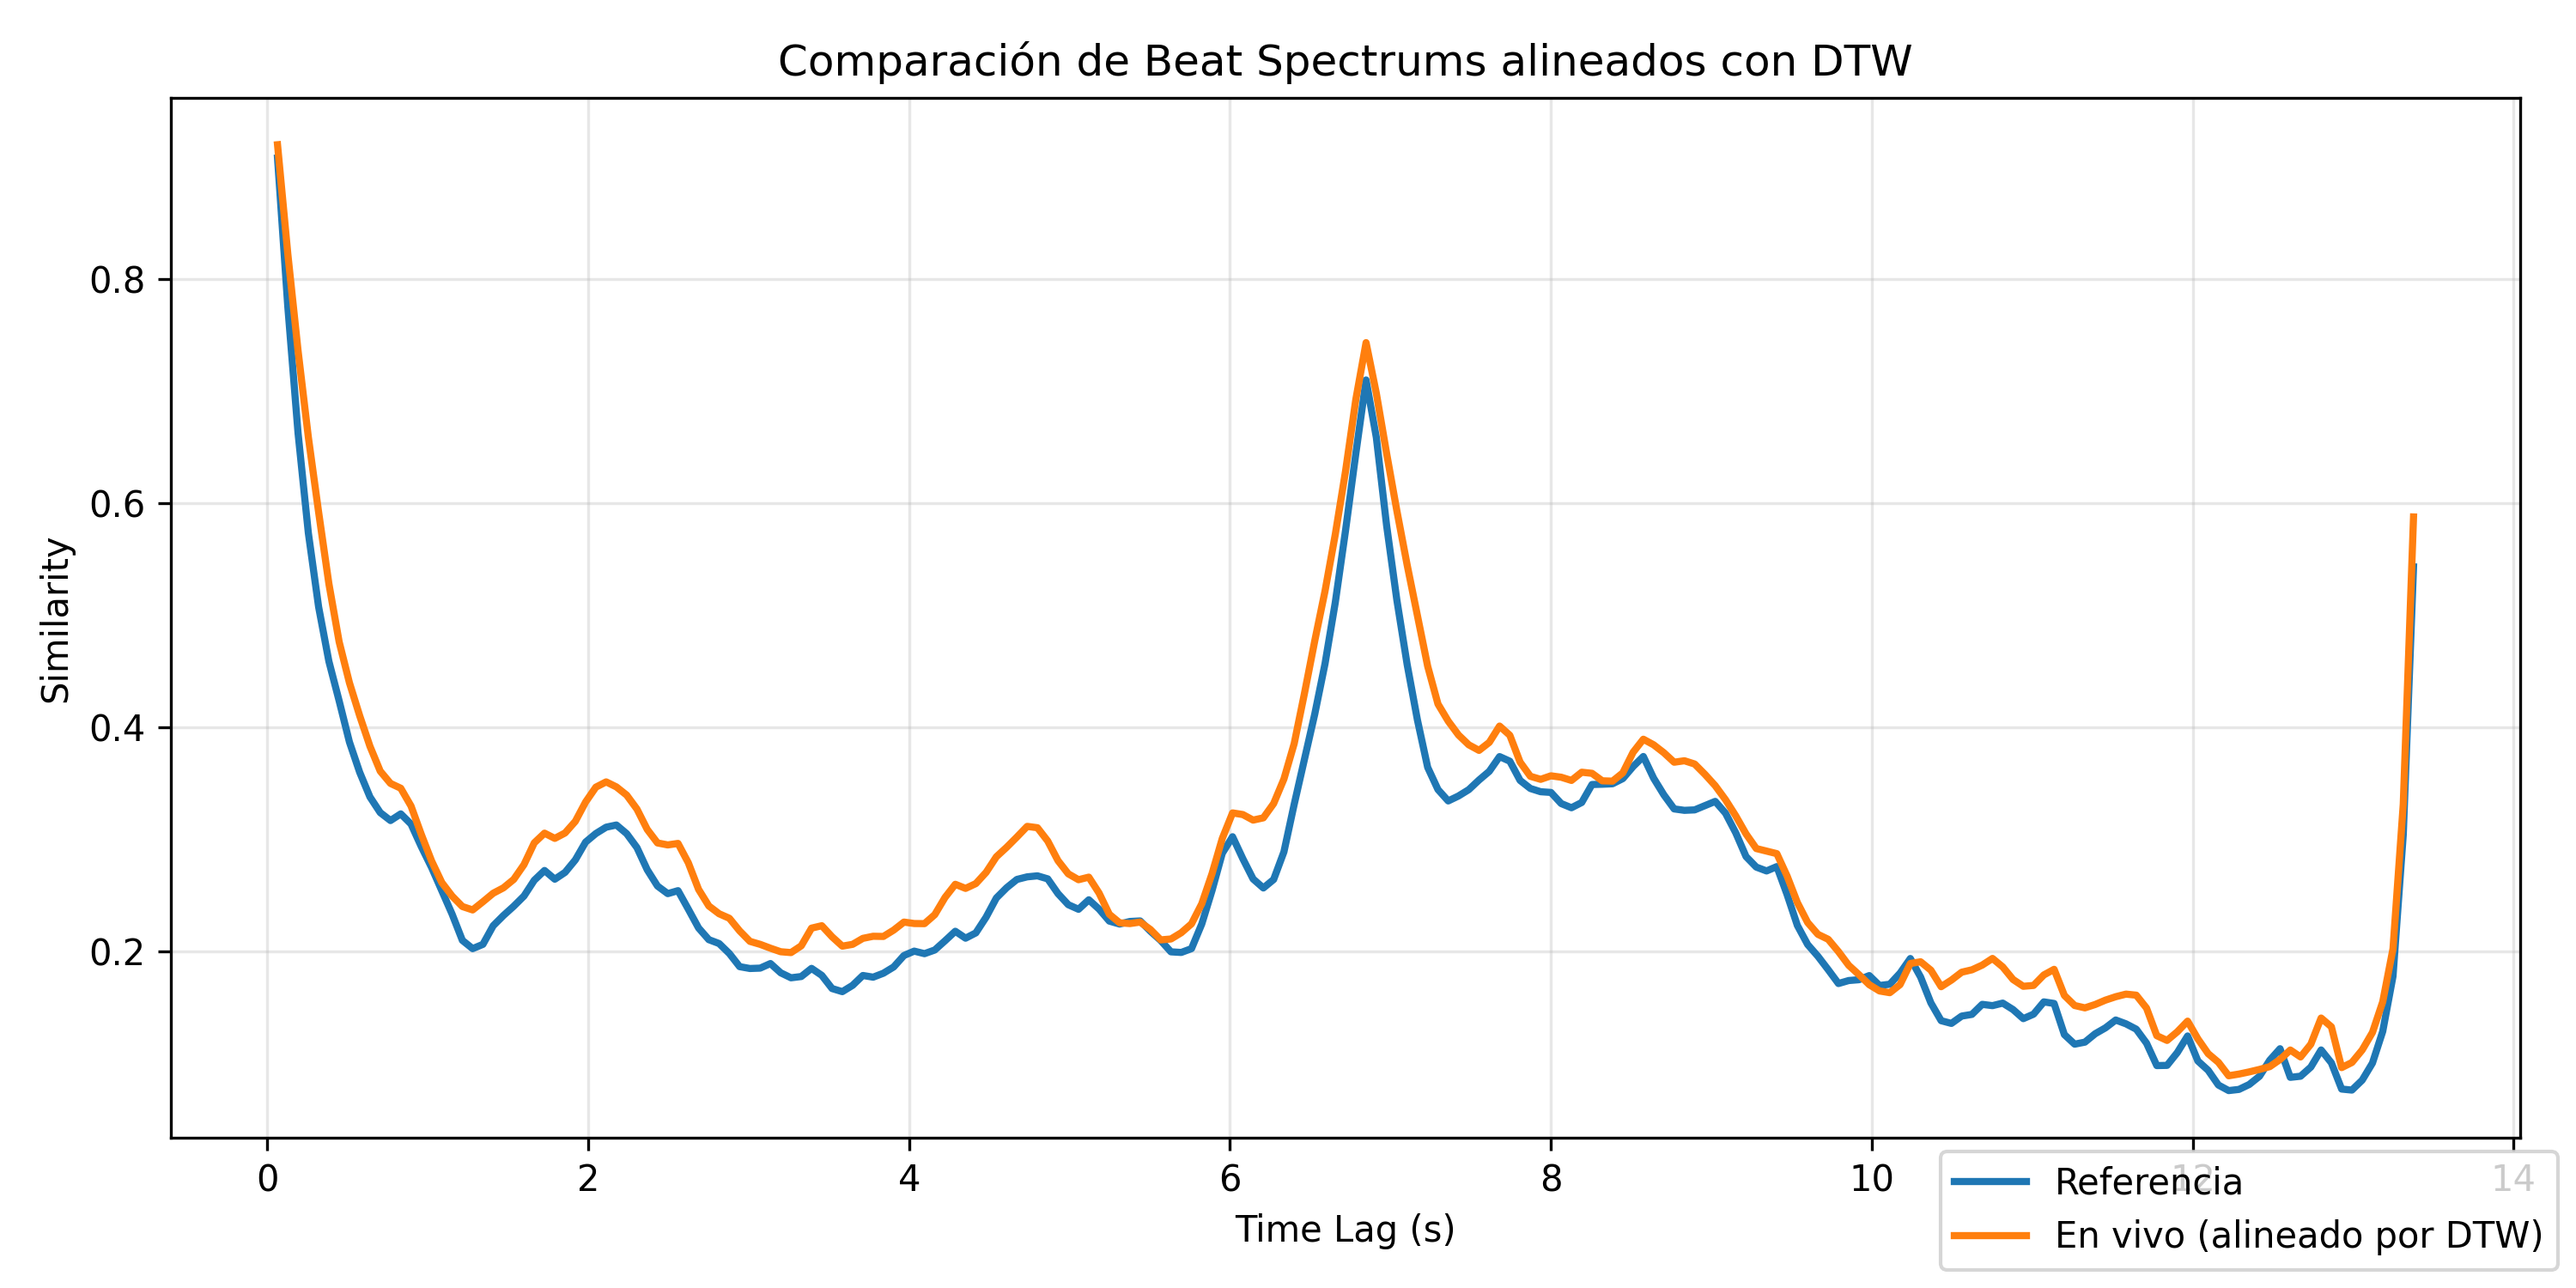 Comparación de Beat Spectrums alineados con DTW
Similarity
0.8
0.6
0.4
0.2
0 2 4 6 8 10 12 14
Time Lag (s)
Referencia
En vivo (alineado por DTW)